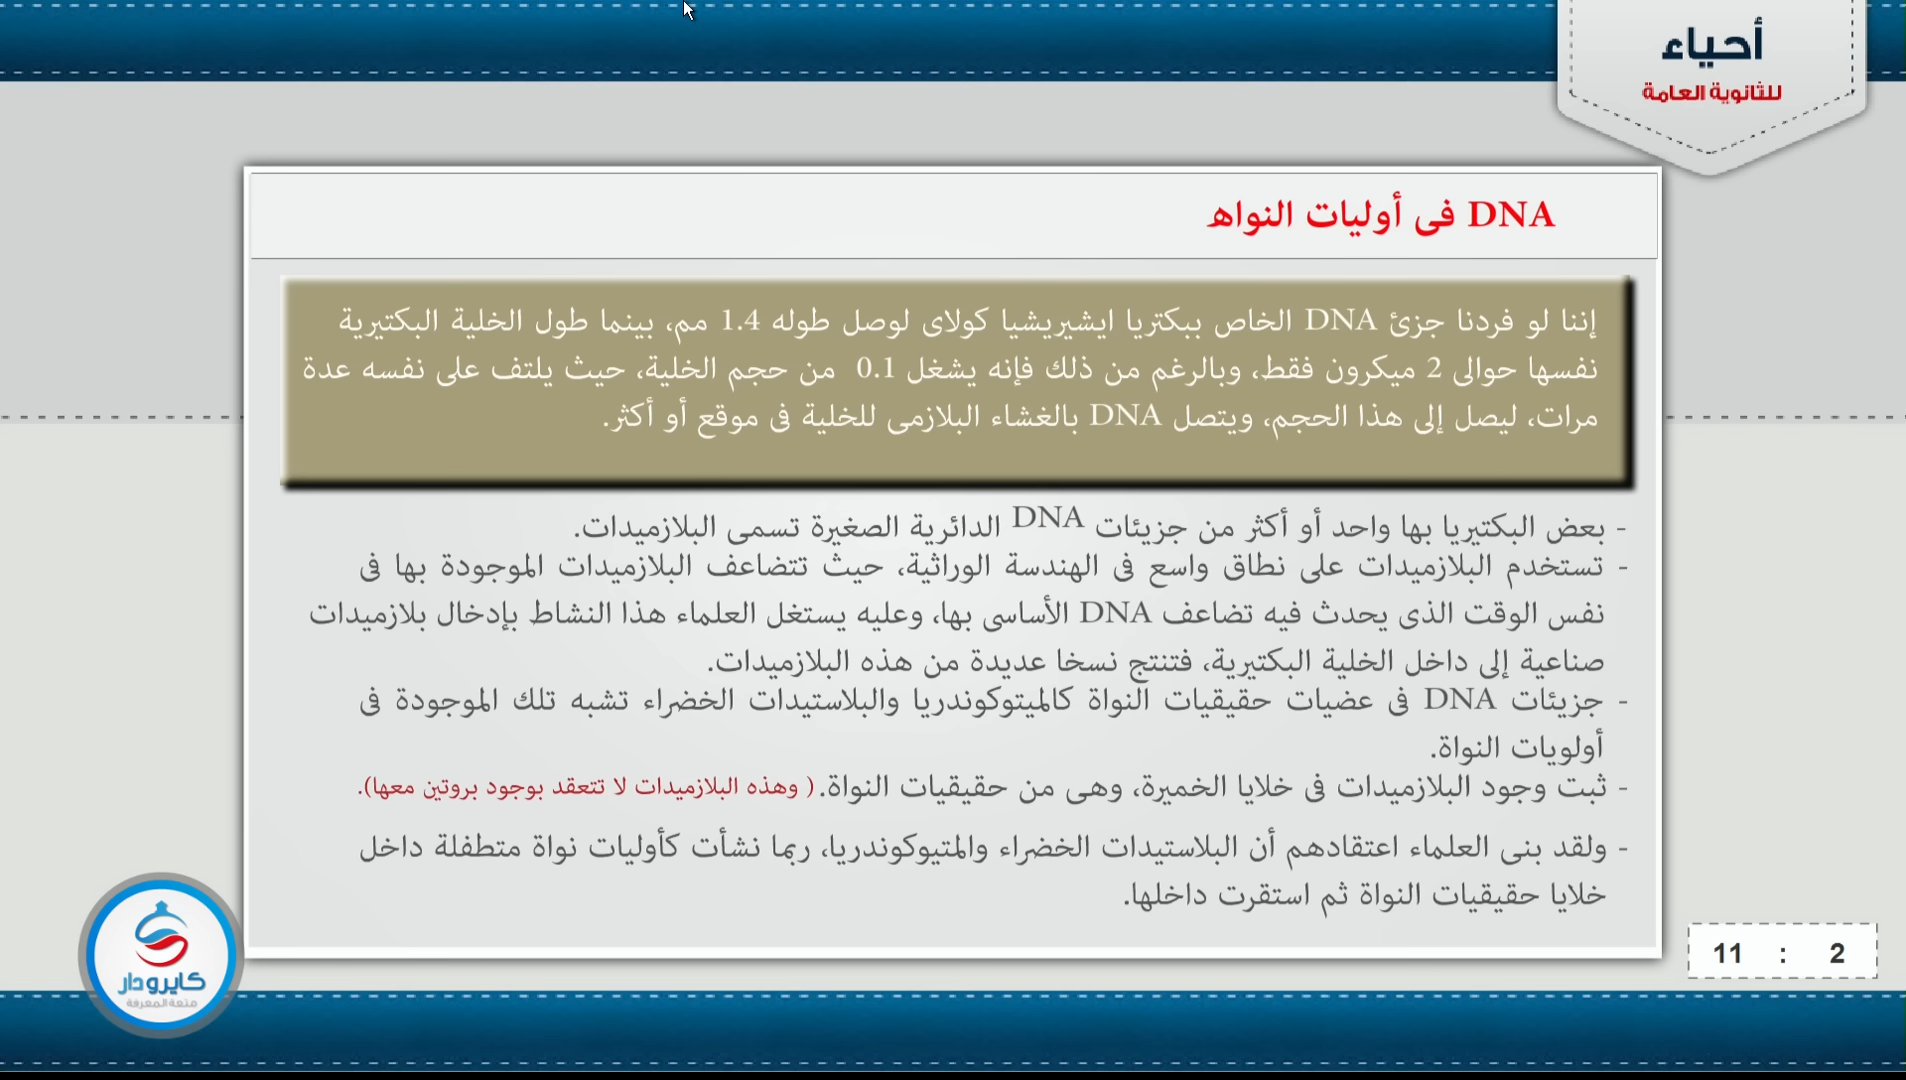 أحياء
للثانوية العامة
DNA فى أوليات النواه
إننا لو فردنا جزئ DNA الخاص ببكتريا ايشيريشيا كولاى لوصل طوله 1.4 مم، بينما طول الخلية البكتيرية
نفسها حوالى 2 ميكرون فقط، وبالرغم من ذلك فإنه يشغل 0.1 من حجم الخلية، حيث يلتف على نفسه عدة
مرات، ليصل إلى هذا الحجم، ويتصل DNA بالغشاء البلازمى للخلية فى موقع أو أكثر.
- بعض البكتيريا بها واحد أو أكثر من جزيئات DNA الدائرية الصغيرة تسمى البلازميدات.
- تستخدم البلازميدات على نطاق واسع فى الهندسة الوراثية، حيث تتضاعف البلازميدات الموجودة بها فى
نفس الوقت الذى يحدث فيه تضاعف DNA الأساسى بها، وعليه يستغل العلماء هذا النشاط بإدخال بلازميدات
صناعية إلى داخل الخلية البكتيرية، فتنتج نسخا عديدة من هذه البلازميدات.
- جزيئات DNA فى عضيات حقيقيات النواة كالميتوكوندريا والبلاستيدات الخضراء تشبه تلك الموجودة فى
أولويات النواة.
- ثبت وجود البلازميدات فى خلايا الخميرة، وهى من حقيقيات النواة. ( وهذه البلازميدات لا تتعقد بوجود بروتين معها).
- ولقد بنى العلماء اعتقادهم أن البلاستيدات الخضراء والمتيوكوندريا، ربما نشأت كأوليات نواة متطفلة داخل
خلايا حقيقيات النواة ثم استقرت داخلها.
11 : 2
كايرودار
متعة المعرفة